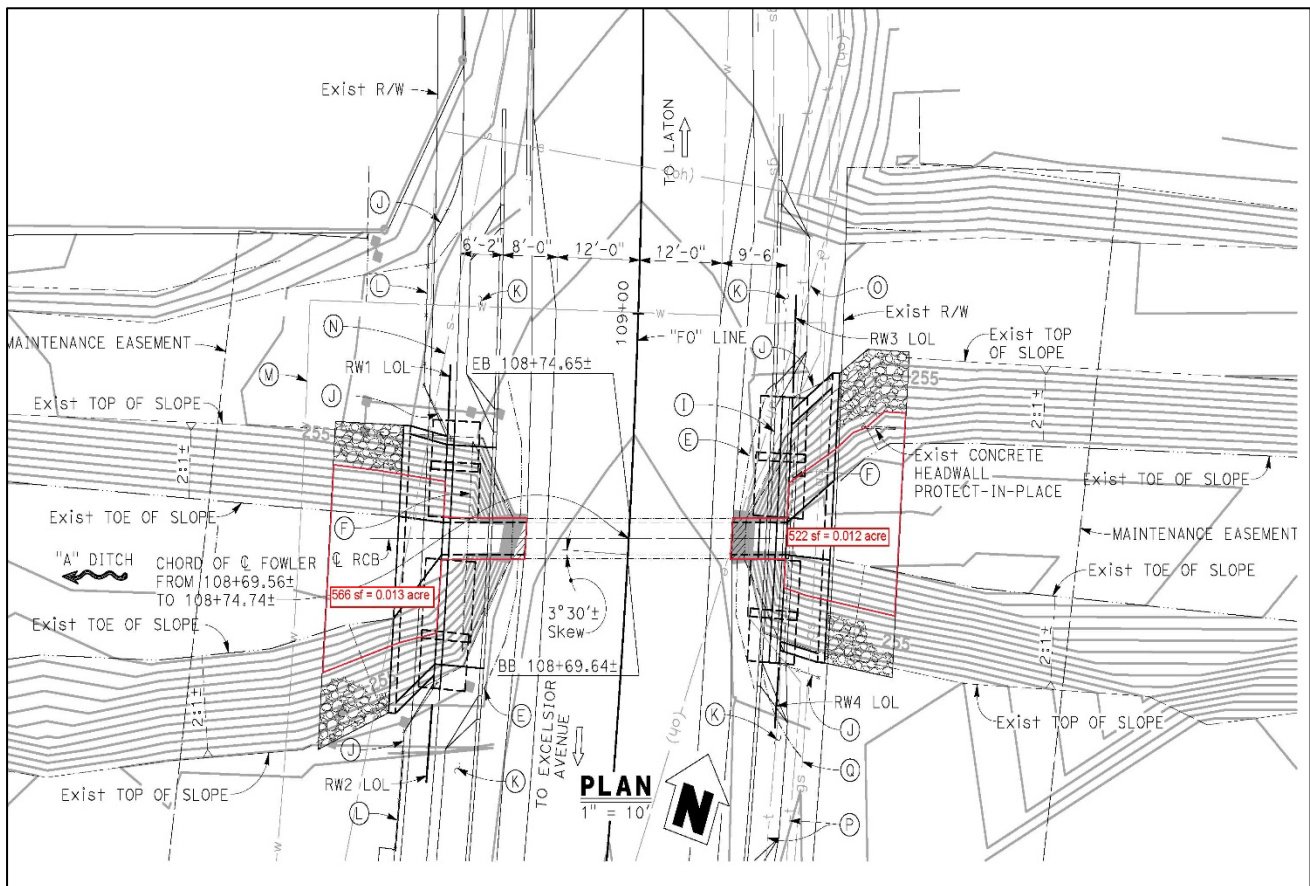 Exist R/W
TO LATON
(oh)
(oh)
gs
J
6'-2"
8'-0"
12'-0"
12'-0"
9'-6
L
K
K
O
Exist R/W
N
109+00
"FO" LINE
RW3 LOL
Exist TOP
OF SLOPE
MAINTENANCE EASEMENT
M
RW1 LOL
EB 108+74.65±
J
J
255
2:1±
Exist TOP OF SLOPE
I
E
255
2:1±
F
Exist CONCRETE
HEADWALL
PROTECT-IN-PLACE
Exist TOE OF SLOPE
Exist TOE OF SLOPE
F
522 sf = 0.012 acre
MAINTENANCE EASEMENT
"A" DITCH
CHORD OF ℄ FOWLER
FROM 108+69.56±
TO 108+74.74±
℄ RCB
566 sf = 0.013 acre
3°30'±
Skew
Exist TOE OF SLOPE
Exist TOE OF SLOPE
BB 108+69.64±
255
2:1±
2:1±
255
E
J
K
RW4 LOL
J
Exist TOP OF SLOPE
TO EXCELSIOR
AVENUE
K
RW2 LOL
Exist TOP OF SLOPE
L
K
Q
P
(oh)
gs
PLAN
1" = 10'
N